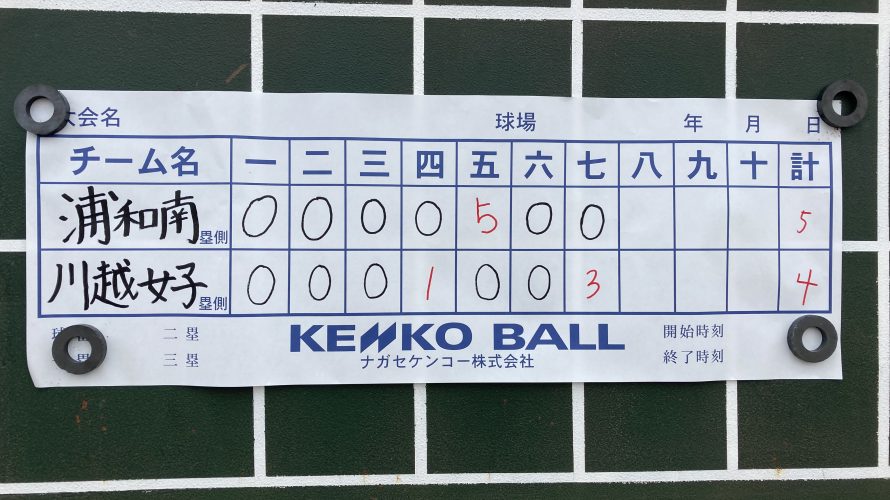 会名 球場 年 月 日
チーム名 一 二 三 四 五 六 七 八 九 十 計
浦和南 塁側 0 0 0 0 5 0 0 5
川越女子 塁側 0 0 0 1 0 0 3 4
球 二塁 KENKO BALL 開始時刻
塁 三塁 ナガセケンコー株式会社 終了時刻